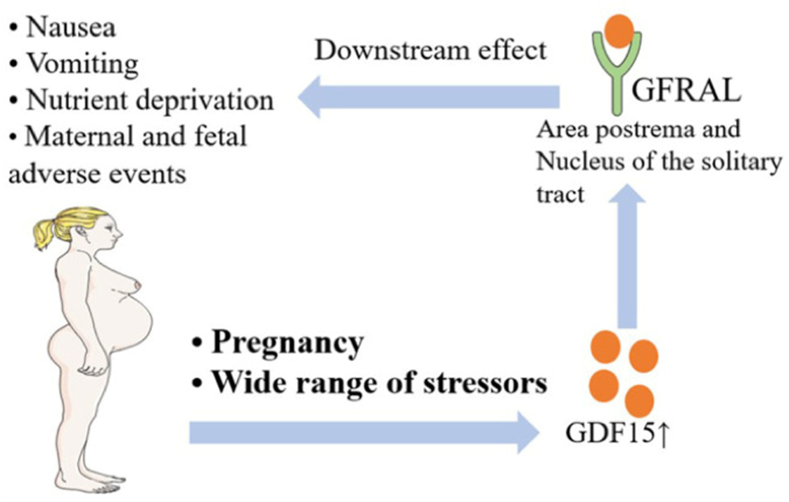 • Nausea
• Vomiting
• Nutrient deprivation
• Maternal and fetal
adverse events
Downstream effect
GFRAL
Area postrema and
Nucleus of the solitary
tract
• Pregnancy
• Wide range of stressors
GDF15↑